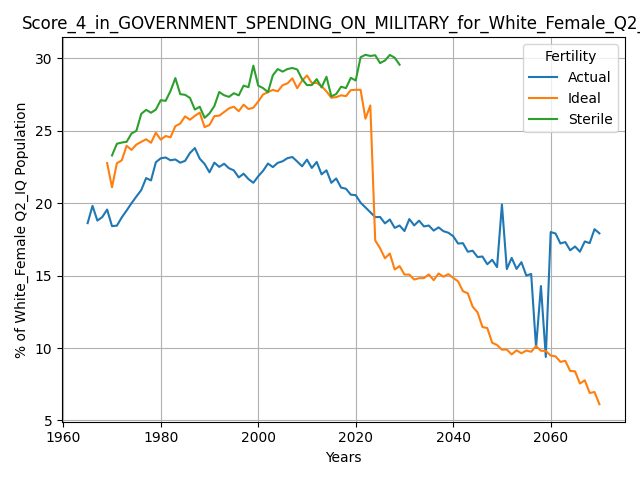 Score_4_in_GOVERNMENT_SPENDING_ON_MILITARY_for_White_Female_Q2_
Fertility
Actual
Ideal
Sterile
% of White_Female Q2_IQ Population
30
25
20
15
10
5
1960 1980 2000 2020 2040 2060
Years